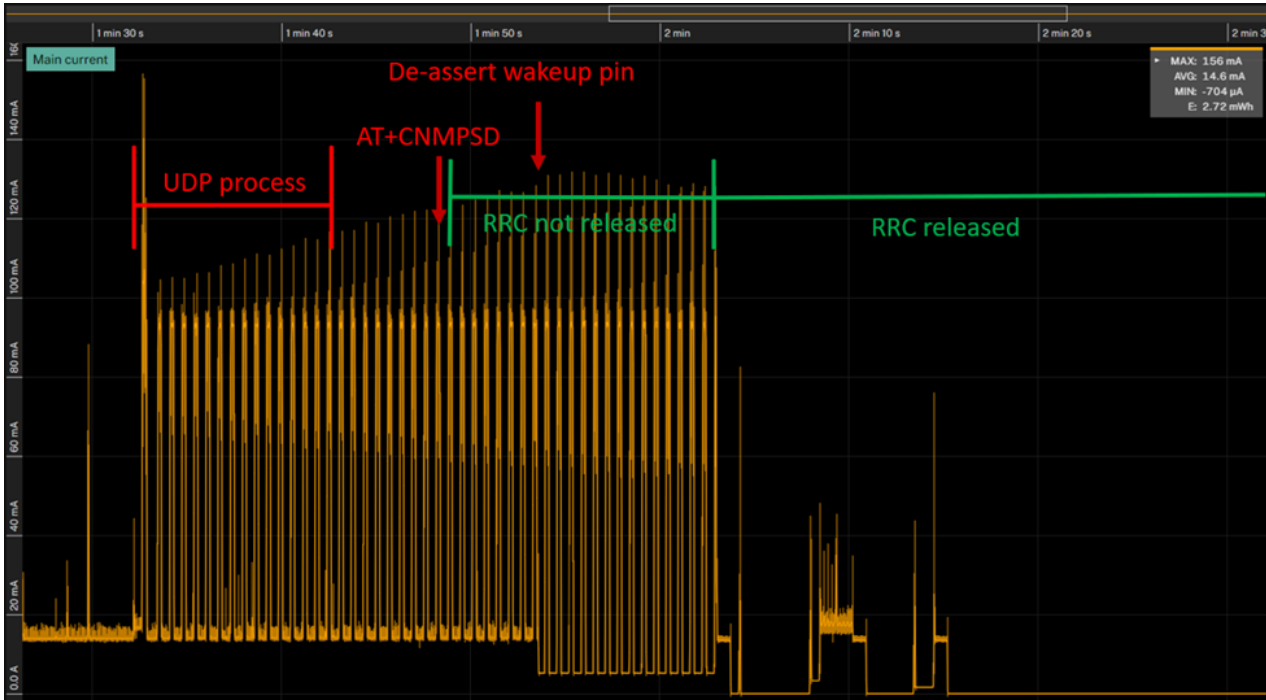 1 min 30 s
1 min 40 s
1 min 50 s
2 min
2 min 10 s
2 min 20 s
Main current
MAX: 156 mA
AVG: 14.6 mA
MIN: -704 µA
E: 2.72 mWh
De-assert wakeup pin
AT+CNMPSD
UDP process
RRC not released
RRC released
140 mA
120 mA
100 mA
80 mA
60 mA
40 mA
20 mA
0.0 A